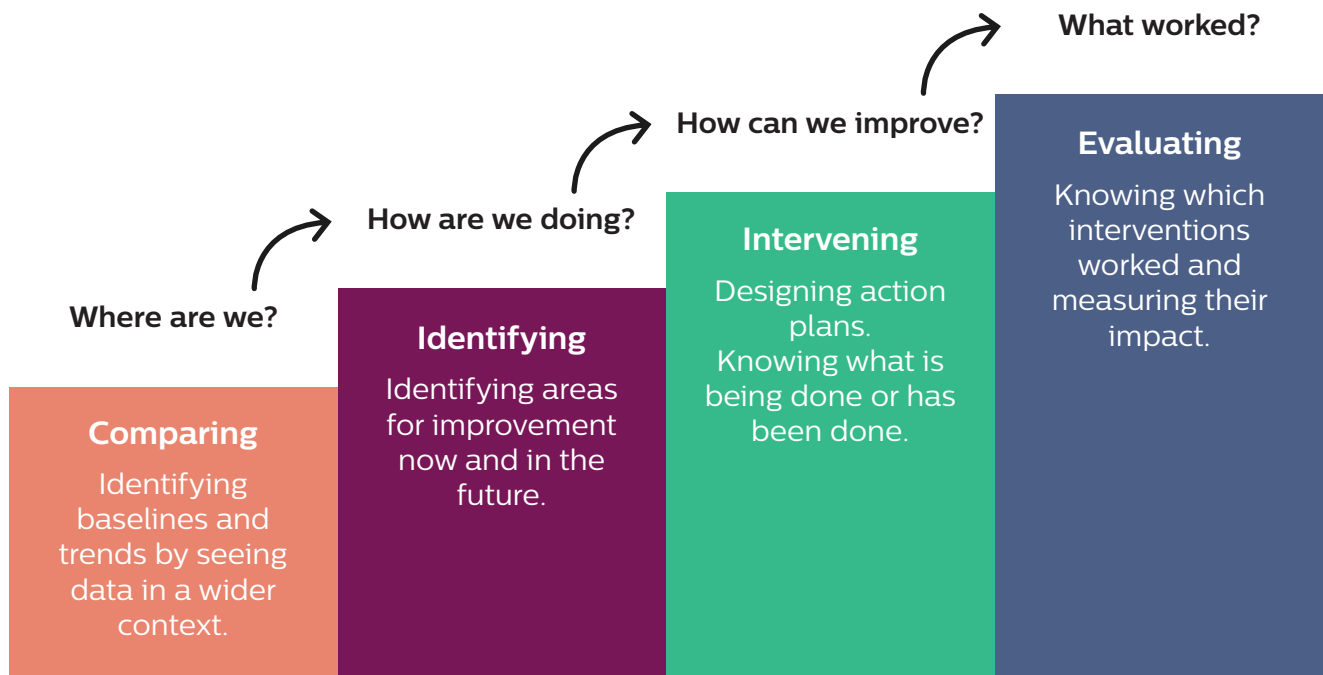 Where are we?
Comparing
Identifying
baselines and
trends by seeing
data in a wider
context.
How are we doing?
Identifying
Identifying areas
for improvement
now and in the
future.
How can we improve?
Intervening
Designing action
plans.
Knowing what is
being done or has
been done.
What worked?
Evaluating
Knowing which
interventions
worked and
measuring their
impact.